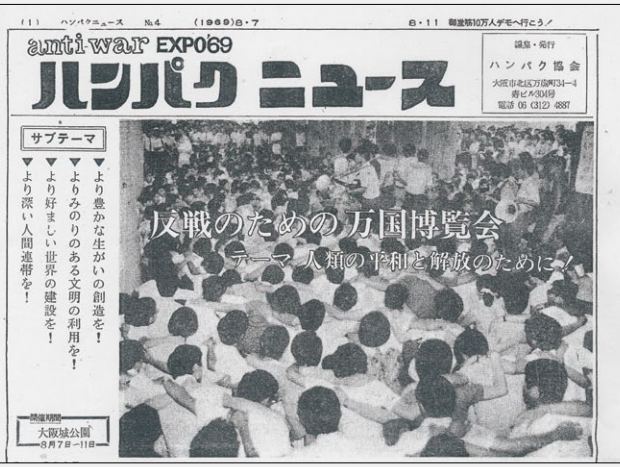 (1) ハンパクニュース №4 (1969)8・7 8・11 御堂筋10万人デモへ行こう!
anti-war EXPO'69
ハンパク ニュース
編集・発行
ハンパク協会
大阪市北区万歳町34-4
寿ビル304号
電話 06 (312) 4887
サブテーマ
▼より豊かな生がいの創造を!
▼よりみのりのある文明の利用を!
▼より好ましい世界の建設を!
▼より深い人間連帯を!
反戦のための万国博覧会
テーマ 人類の平和と解放のために!
開催期間
大阪城公園
8月7日―11日